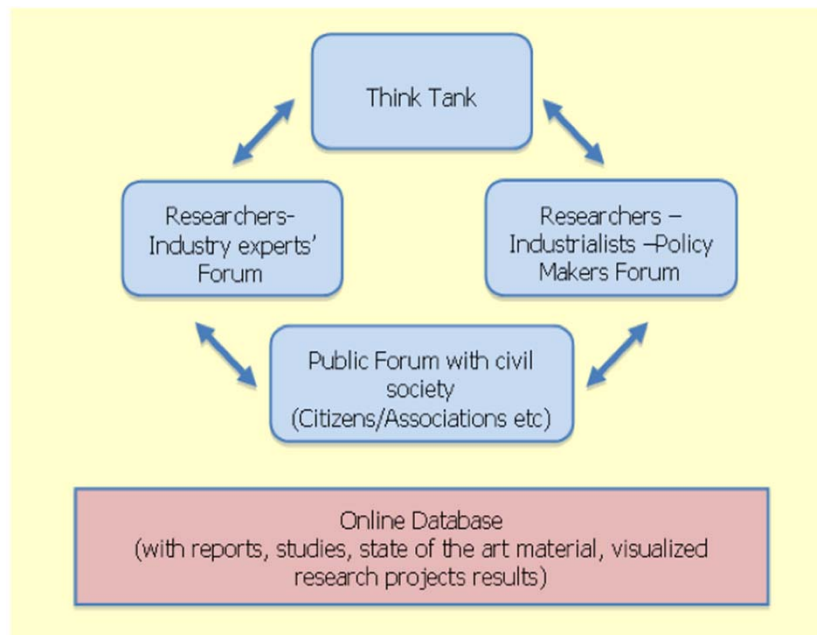 Think Tank
Researchers-
Industry experts’
Forum
Researchers –
Industrialists –Policy
Makers Forum
Public Forum with civil
society
(Citizens/Associations etc)
Online Database
(with reports, studies, state of the art material, visualized
research projects results)